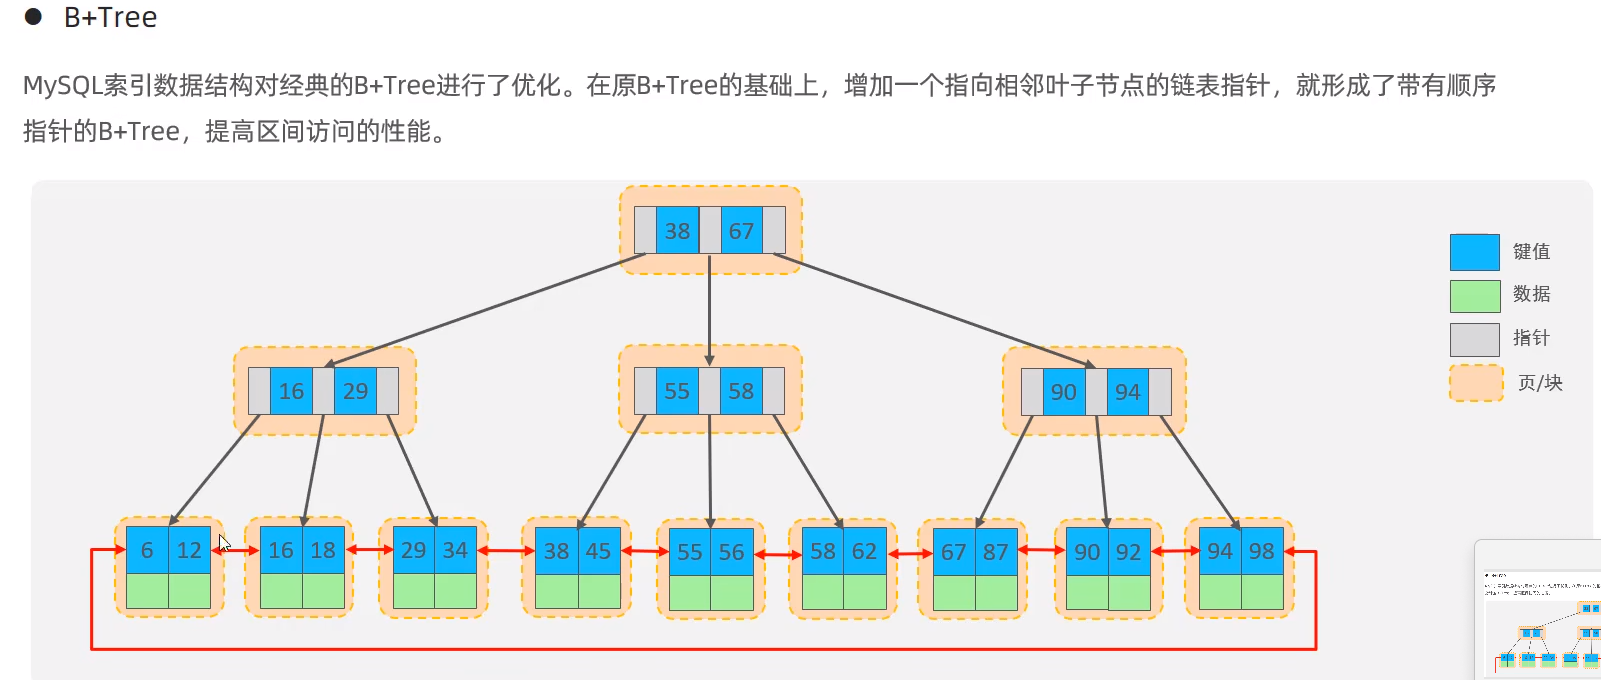 ● B+Tree
MySQL索引数据结构对经典的B+Tree进行了优化。在原B+Tree的基础上，增加一个指向相邻叶子节点的链表指针，就形成了带有顺序
指针的B+Tree，提高区间访问的性能。
38 67
键值
数据
指针
页/块
16 29 55 58 90 94
6 12 16 18 29 34 38 45 55 56 58 62 67 87 90 92 94 98